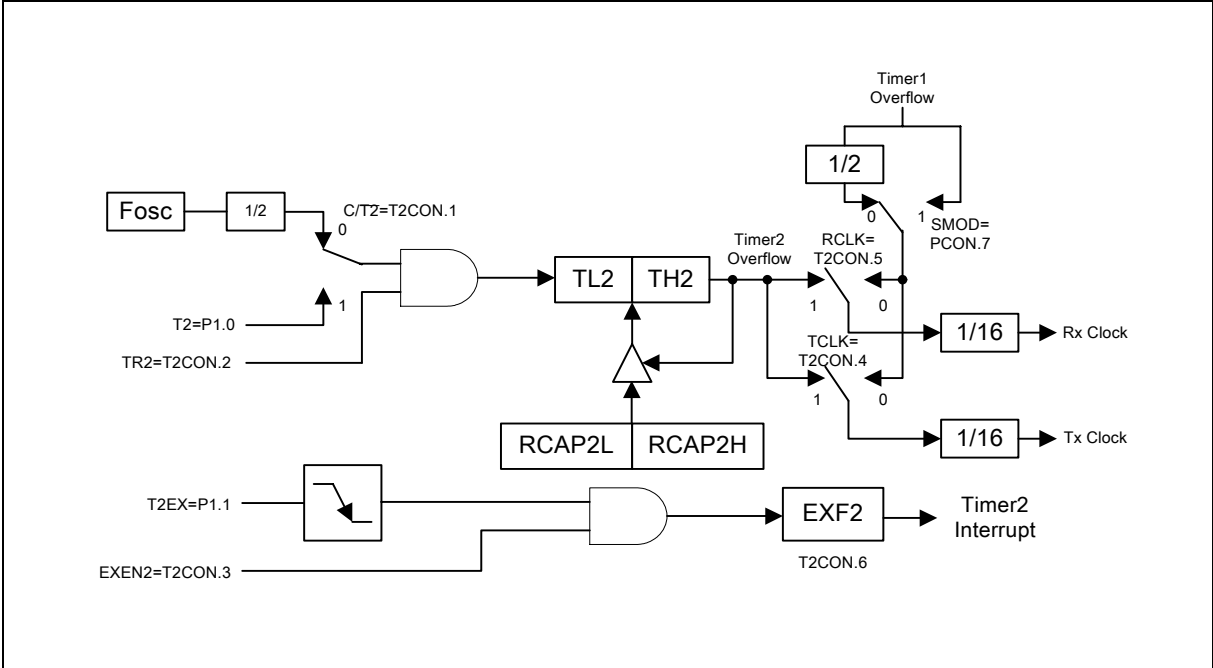 Timer1
Overflow
1/2
Fosc
1/2
C/T2=T2CON.1
0
0
1
SMOD=
PCON.7
Timer2
Overflow
RCLK=
T2CON.5
TL2
TH2
1
0
1
T2=P1.0
TR2=T2CON.2
1/16
Rx Clock
TCLK=
T2CON.4
1
0
RCAP2L
RCAP2H
1/16
Tx Clock
T2EX=P1.1
EXF2
Timer2
Interrupt
T2CON.6
EXEN2=T2CON.3